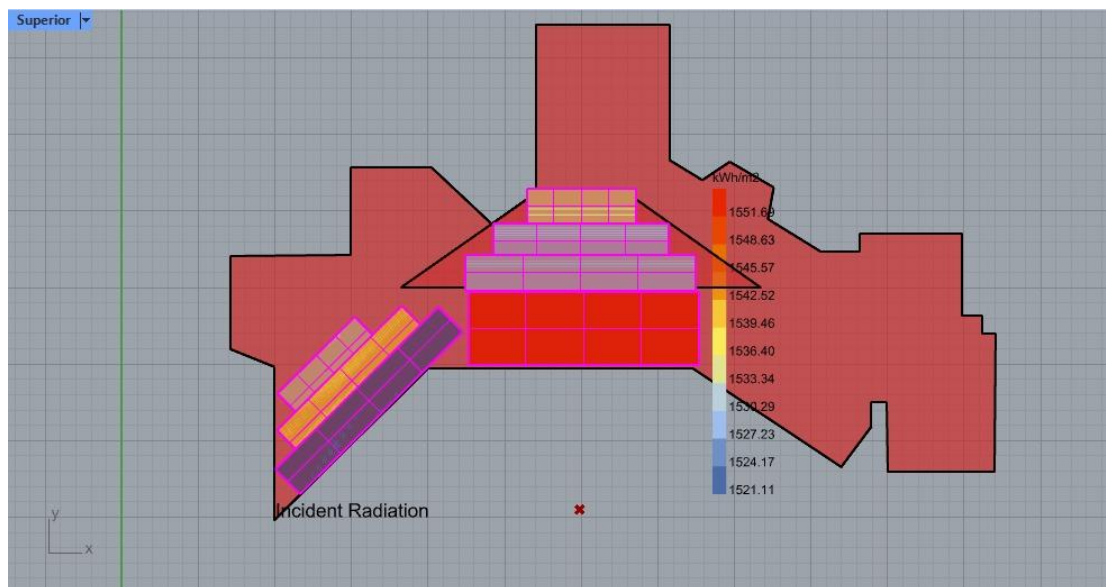 Superior
kWh/m2
1551.69
1548.63
1545.57
1542.52
1539.46
1536.40
1533.34
1530.29
1527.23
1524.17
1521.11
Incident Radiation
y
x